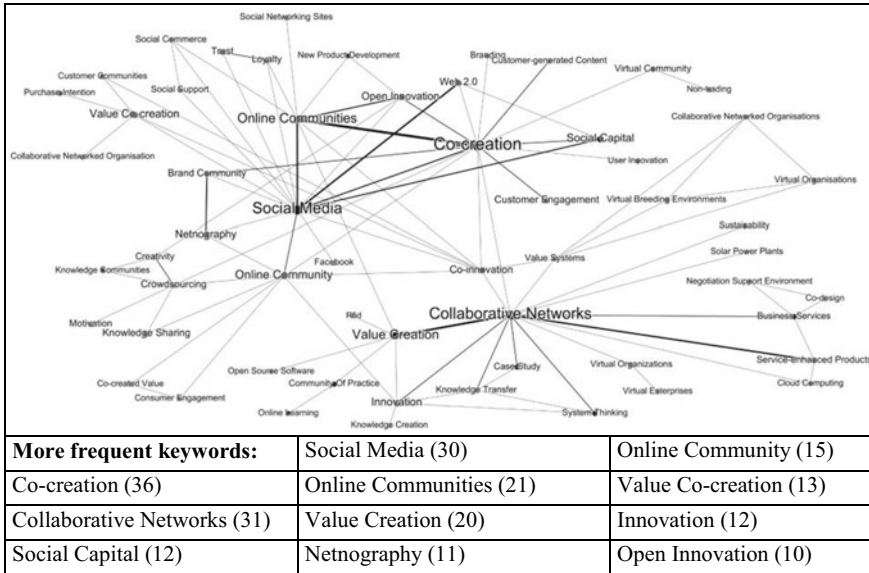 Social Networking Sites
Social Commerce
Trust
Loyalty
New Product Development
Branding
Customer-generated Content
Web 2.0
Virtual Community
Customer Communities
Purchase Intention
Social Support
Open Innovation
Non-trading
Value Co-creation
Online Communities
Collaborative Networked Organisations
Social Capital
Co-creation
Collaborative Networked Organisation
User Innovation
Brand Community
Virtual Organisations
Customer Engagement
Virtual Breeding Environments
Social Media
Sustainability
Netnography
Creativity
Facebook
Value Systems
Solar Power Plants
Knowledge Communities
Online Community
Co-innovation
Crowdsourcing
Negotiation Support Environment
Co-design
Collaborative Networks
Business Services
Motivation
Knowledge Sharing
Value Creation
Service-enhanced Products
Case Study
Virtual Organizations
Open Source Software
Co-created Value
Community Of Practice
Knowledge Transfer
Cloud Computing
Consumer Engagement
Virtual Enterprises
Innovation
Online Learning
System Thinking
Knowledge Creation
More frequent keywords:
Social Media (30)
Online Community (15)
Co-creation (36)
Online Communities (21)
Value Co-creation (13)
Collaborative Networks (31)
Value Creation (20)
Innovation (12)
Social Capital (12)
Netnography (11)
Open Innovation (10)